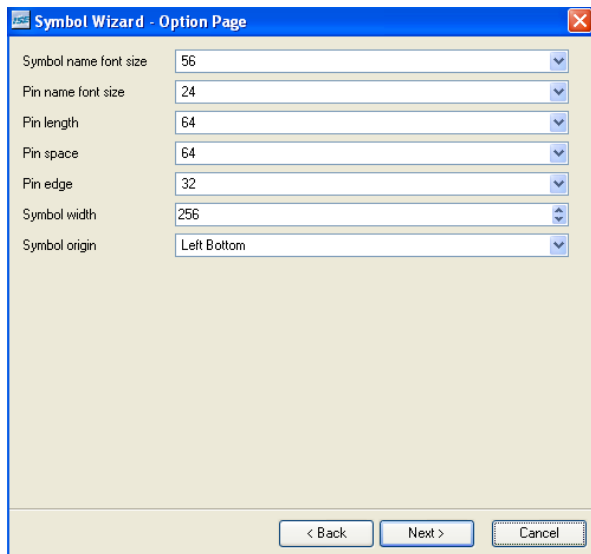 ISE Symbol Wizard - Option Page
Symbol name font size 56
Pin name font size 24
Pin length 64
Pin space 64
Pin edge 32
Symbol width 256
Symbol origin Left Bottom
< Back Next > Cancel